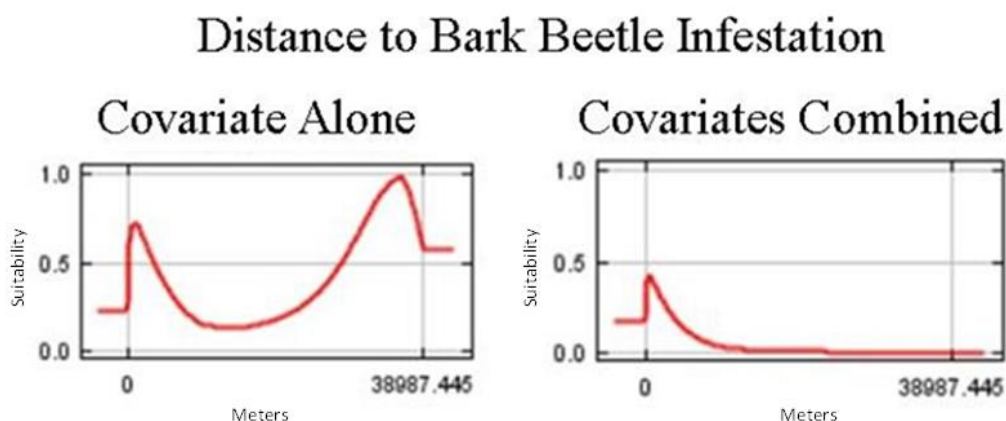 Distance to Bark Beetle Infestation
Covariate Alone
1.0
0.5
0.0
Suitability
0
38987.445
Meters
Covariates Combined
1.0
0.5
0.0
Suitability
0
38987.445
Meters